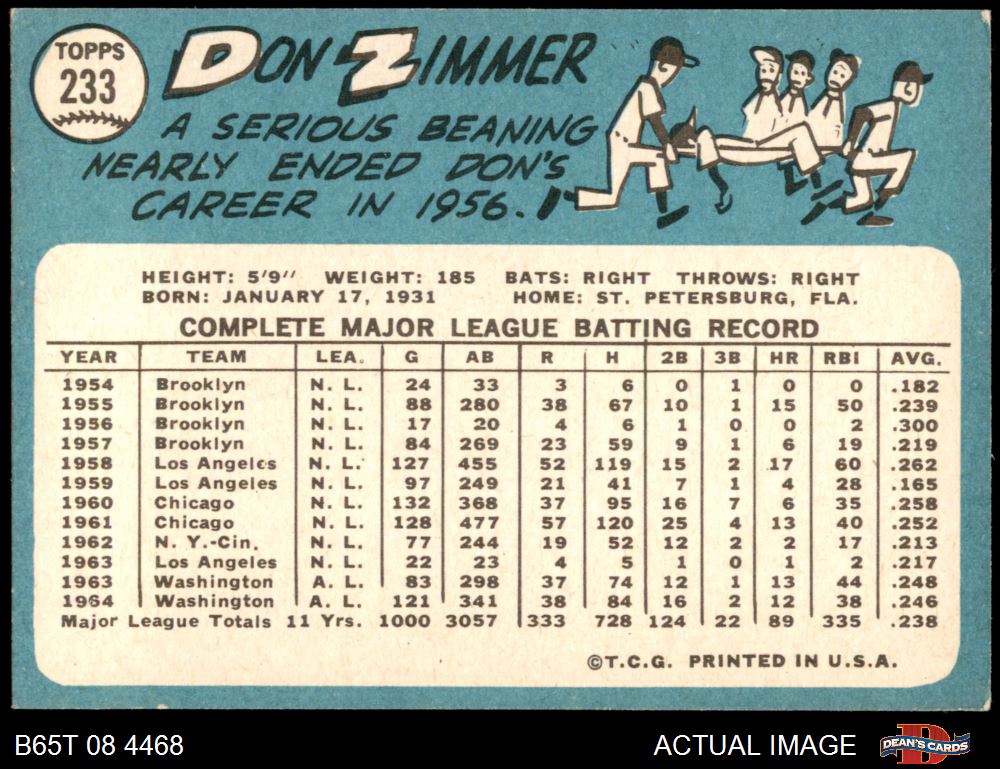 TOPPS
233
DON ZIMMER
A SERIOUS BEANING
NEARLY ENDED DON'S
CAREER IN 1956.
HEIGHT: 5'9" WEIGHT: 185 BATS: RIGHT THROWS: RIGHT
BORN: JANUARY 17, 1931 HOME: ST. PETERSBURG, FLA.
COMPLETE MAJOR LEAGUE BATTING RECORD
YEAR TEAM LEA. G AB R H 2B 3B HR RBI AVG.
1954 Brooklyn N. L. 24 33 3 6 0 1 0 0 .182
1955 Brooklyn N. L. 88 280 38 67 10 1 15 50 .239
1956 Brooklyn N. L. 17 20 4 6 1 0 0 2 .300
1957 Brooklyn N. L. 84 269 23 59 9 1 6 19 .219
1958 Los Angeles N. L. 127 455 52 119 15 2 17 60 .262
1959 Los Angeles N. L. 97 249 21 41 7 1 4 28 .165
1960 Chicago N. L. 132 368 37 95 16 7 6 35 .258
1961 Chicago N. L. 128 477 57 120 25 4 13 40 .252
1962 N. Y.-Cin. N. L. 77 244 19 52 12 2 2 17 .213
1963 Los Angeles N. L. 22 23 4 5 1 0 1 2 .217
1963 Washington A. L. 83 298 37 74 12 1 13 44 .248
1964 Washington A. L. 121 341 38 84 16 2 12 38 .246
Major League Totals 11 Yrs. 1000 3057 333 728 124 22 89 335 .238
©T.C.G. PRINTED IN U.S.A.
B65T 08 4468 ACTUAL IMAGE DEAN'S CARDS